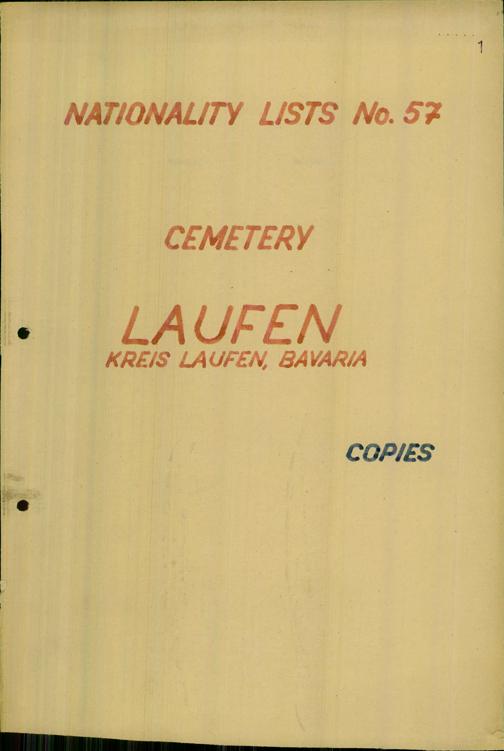 1
NATIONALITY LISTS No. 57
CEMETERY
LAUFEN
KREIS LAUFEN, BAVARIA
COPIES